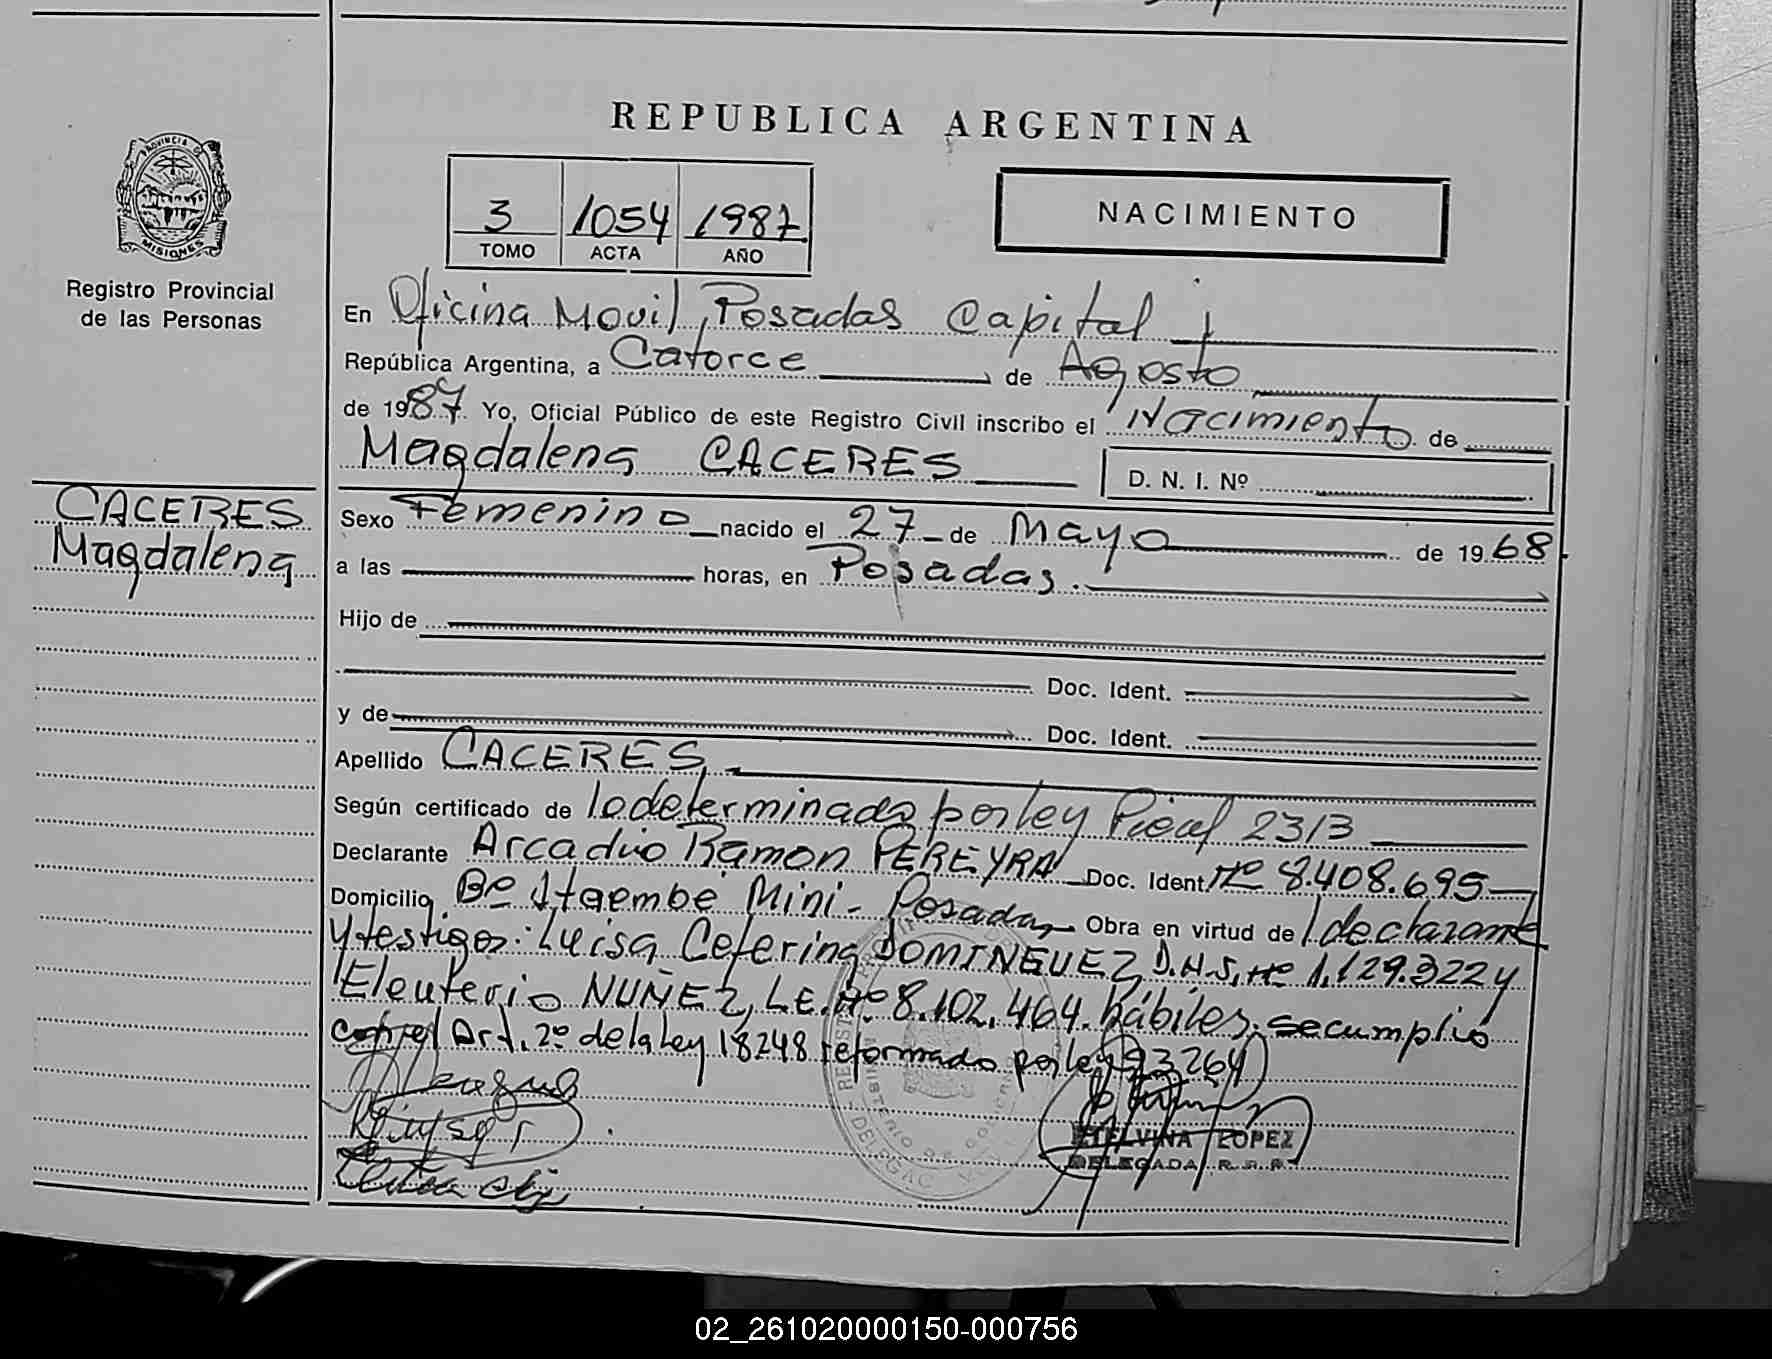 REPUBLICA ARGENTINA
PROVINCIA DE
MISIONES
Registro Provincial
de las Personas
3 1054 1987
TOMO ACTA AÑO
NACIMIENTO
En Oficina Movil, Posadas Capital
República Argentina, a Catorce de Agosto
de 1987. Yo, Oficial Público de este Registro Civil inscribo el Nacimiento de
Magdalena CACERES D. N. I. Nº
CACERES
Magdalena
Sexo Femenino nacido el 27 de Mayo de 1968
a las horas, en Posadas.
Hijo de
Doc. Ident.
y de Doc. Ident.
Apellido CACERES
Según certificado de lo determinado por ley 2313
Declarante Arcadio Ramon PEREYRA Doc. Ident Nº 8.408.695
Domicilio Bº Itaembe Mini - Posadas Obra en virtud de l declarante
y testigos: Luisa Ceferina DOMINGUEZ, Nº 1.129.322 y
Eleuterio NUÑEZ, L.E. Nº 8.102.464. hábiles. se cumplio
con el Art. 2º de la ley 18248 reformado por ley 23264
ETELVINA LOPEZ
DELEGADA R. P. P.
02_261020000150-000756